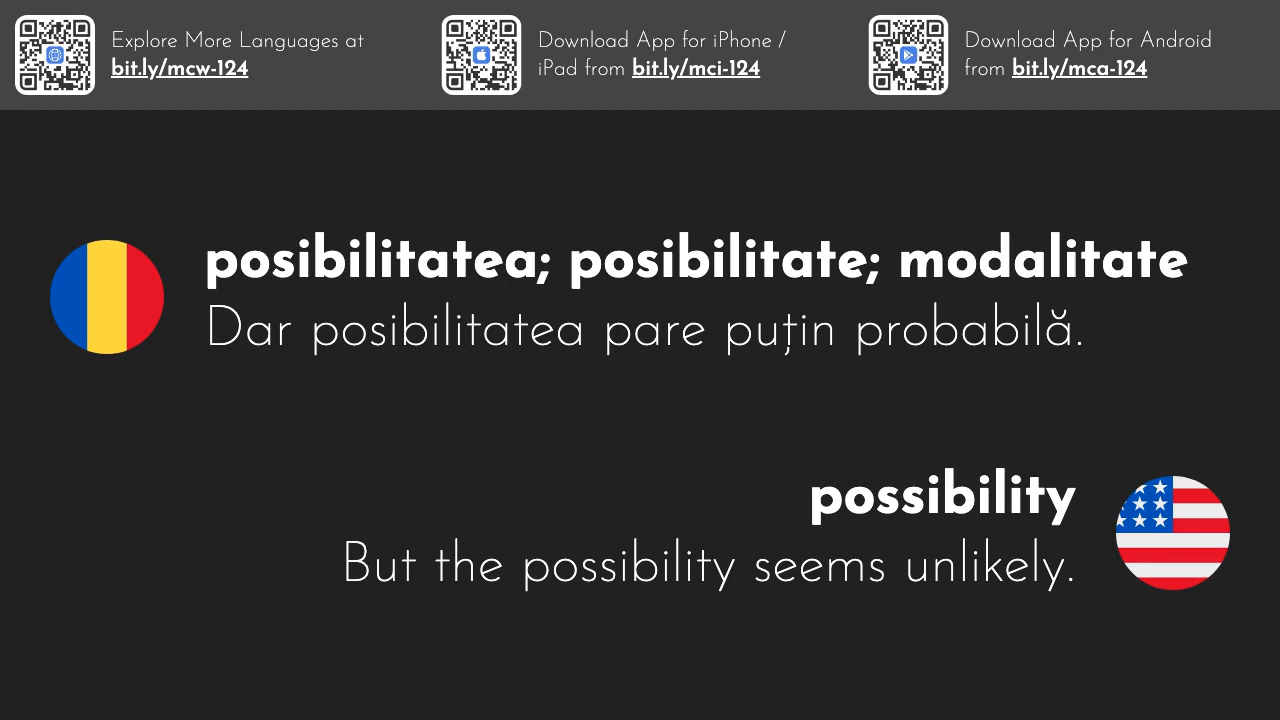 Explore More Languages at
bit.ly/mcw-124
Download App for iPhone /
iPad from bit.ly/mci-124
Download App for Android
from bit.ly/mca-124
posibilitatea; posibilitate; modalitate
Dar posibilitatea pare puțin probabilă.
possibility
But the possibility seems unlikely.